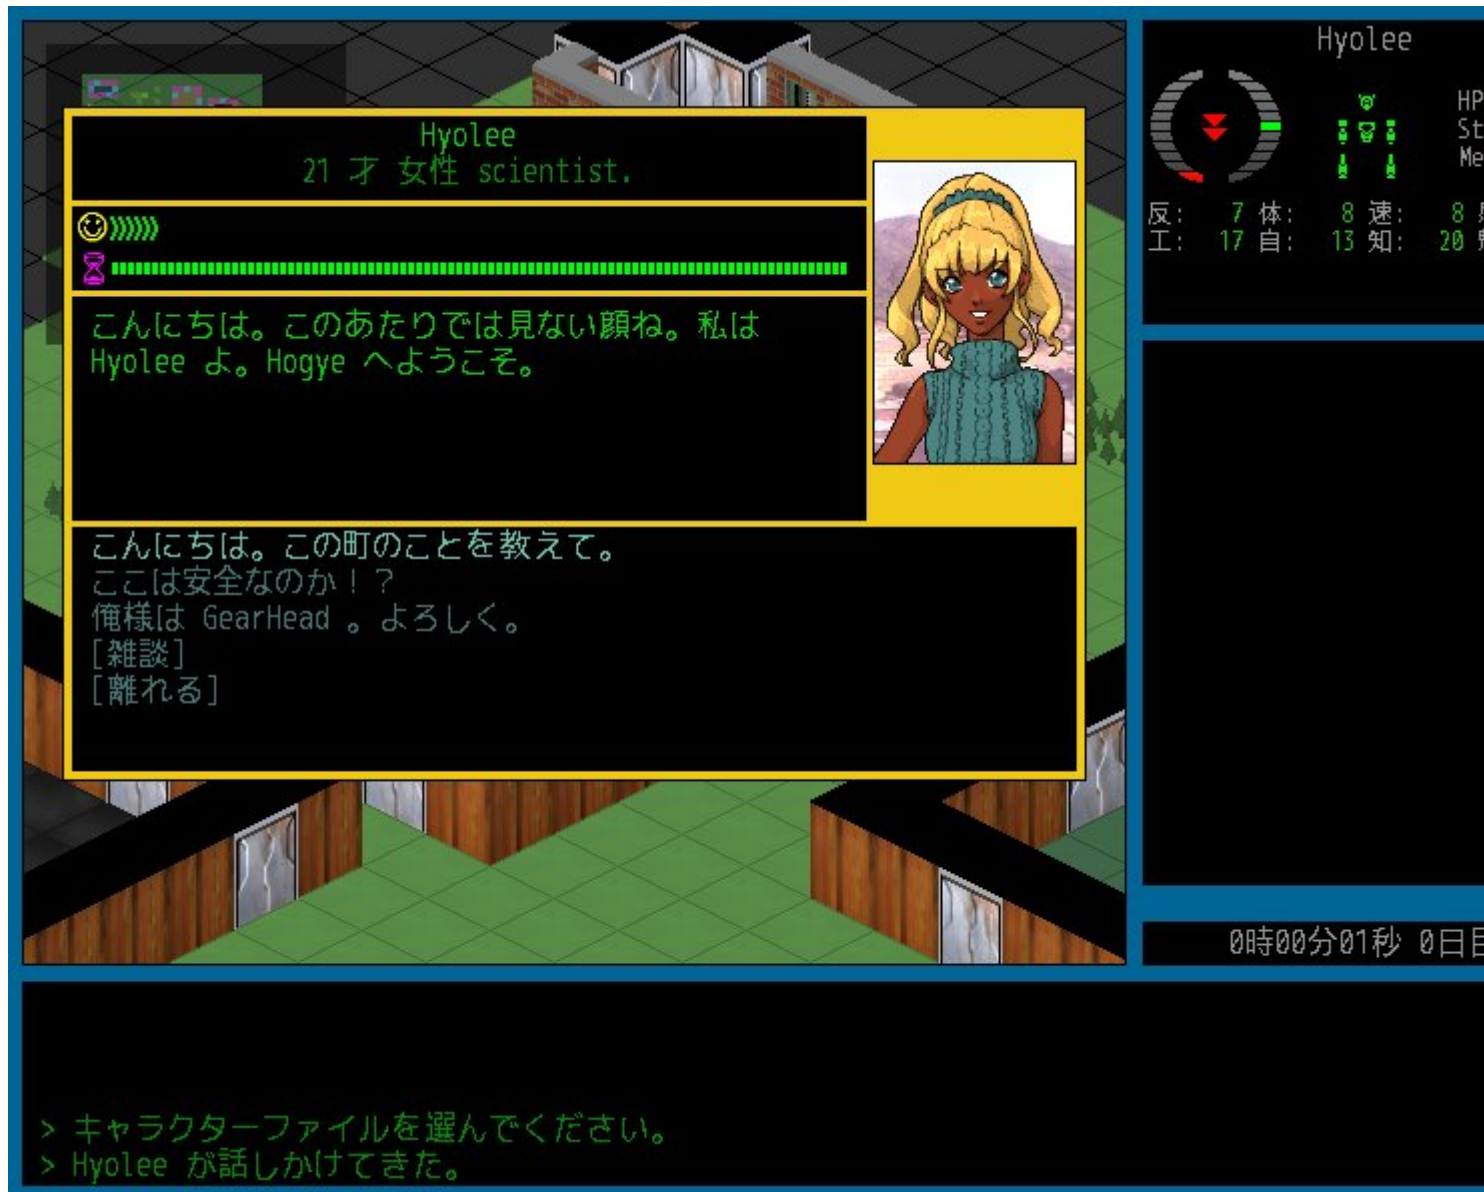 Hyolee
21 才 女性 scientist.
こんにちは。このあたりでは見ない顔ね。私は
Hyolee よ。Hogye へようこそ。
こんにちは。この町のことを教えて。
ここは安全なのか！？
俺様は GearHead 。よろしく。
[雑談]
[離れる]
Hyolee
HP
St
Me
反: 7 体: 8 速: 8
工: 17 自: 13 知: 20
0時00分01秒 0日目
> キャラクターファイルを選んでください。
> Hyolee が話しかけてきた。